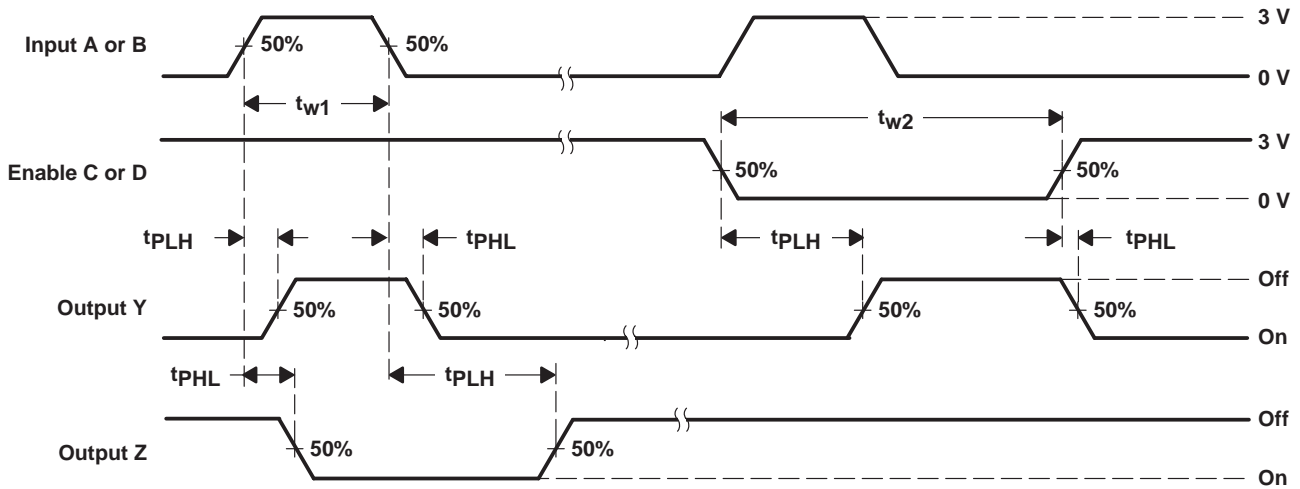 3 V
Input A or B
50%
50%
0 V
tw1
tw2
3 V
Enable C or D
50%
50%
0 V
tPLH
tPHL
tPLH
tPHL
Off
Output Y
50%
50%
50%
50%
On
tPHL
tPLH
Off
Output Z
50%
50%
On